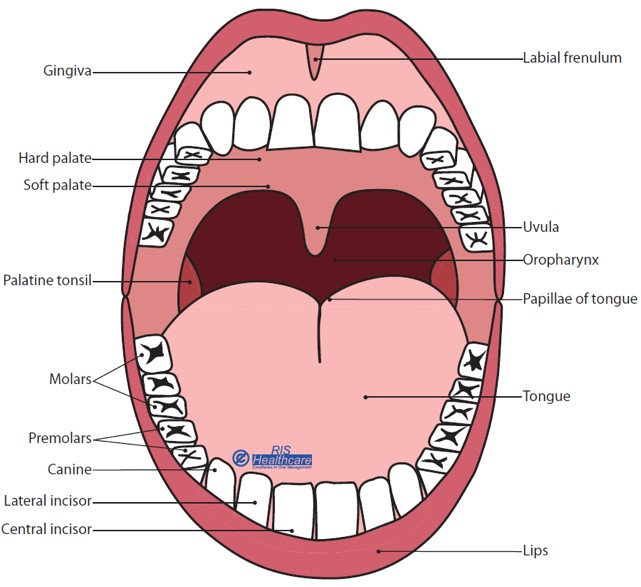 Labial frenulum
Gingiva
Hard palate
Soft palate
Uvula
Oropharynx
Palatine tonsil
Papillae of tongue
Molars
Tongue
Premolars
RIS
Healthcare
Canine
Lateral incisor
Central incisor
Lips